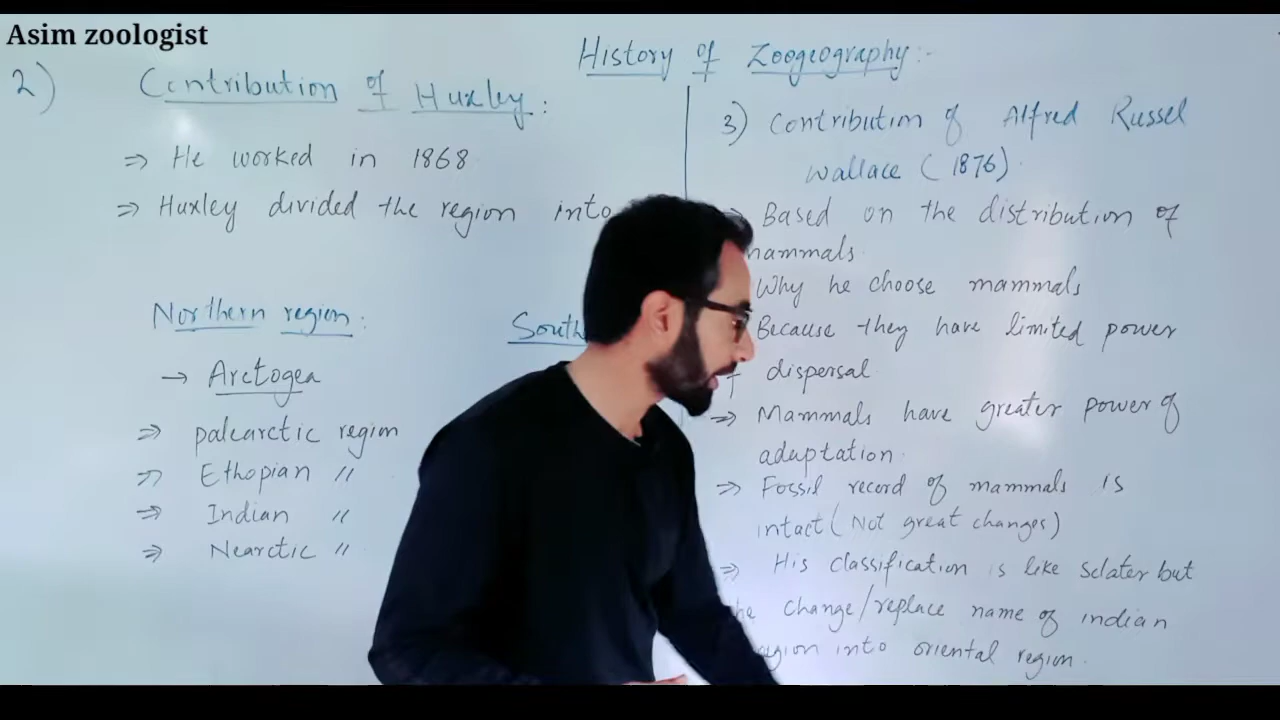 Asim zoologist
History of Zoogeography:-
2) Contribution of Huxley:
⇒ He worked in 1868
⇒ Huxley divided the region into
Northern region:
→ Arctogea
⇒ palearctic region
⇒ Ethopian //
⇒ Indian //
⇒ Nearctic //
South
3) Contribution of Alfred Russel
wallace (1876)
Based on the distribution of
mammals.
Why he choose mammals
Because they have limited power
dispersal.
⇒ Mammals have greater power of
adaptation.
⇒ Fossil record of mammals is
intact (Not great changes)
⇒ His classification is like Sclater but
he change/replace name of indian
region into oriental region.